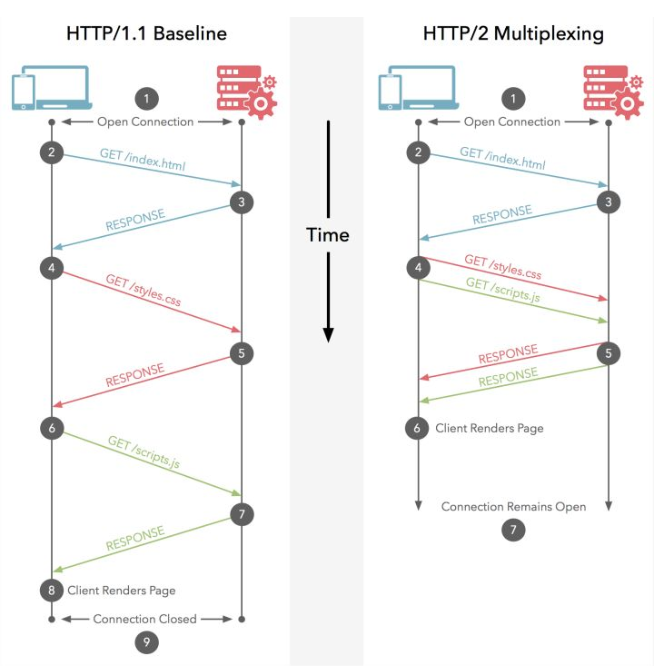 HTTP/1.1 Baseline
1
Open Connection
2
GET /index.html
3
RESPONSE
4
GET /styles.css
5
RESPONSE
6
GET /scripts.js
7
RESPONSE
8
Client Renders Page
Connection Closed
9
Time
HTTP/2 Multiplexing
1
Open Connection
2
GET /index.html
3
RESPONSE
4
GET /styles.css
GET /scripts.js
5
RESPONSE
RESPONSE
6
Client Renders Page
Connection Remains Open
7